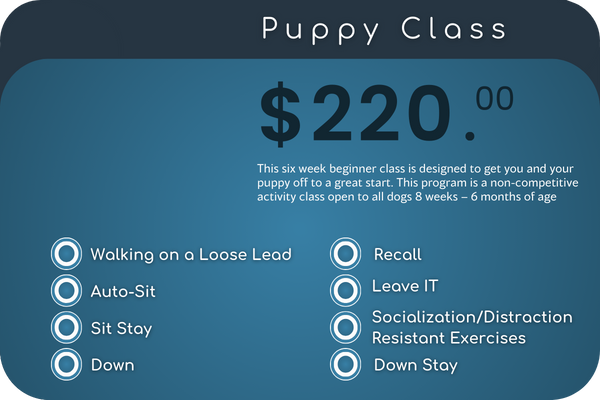 Puppy Class
$220.00
This six week beginner class is designed to get you and your
puppy off to a great start. This program is a non-competitive
activity class open to all dogs 8 weeks – 6 months of age
Walking on a Loose Lead
Auto-Sit
Sit Stay
Down
Recall
Leave IT
Socialization/Distraction
Resistant Exercises
Down Stay